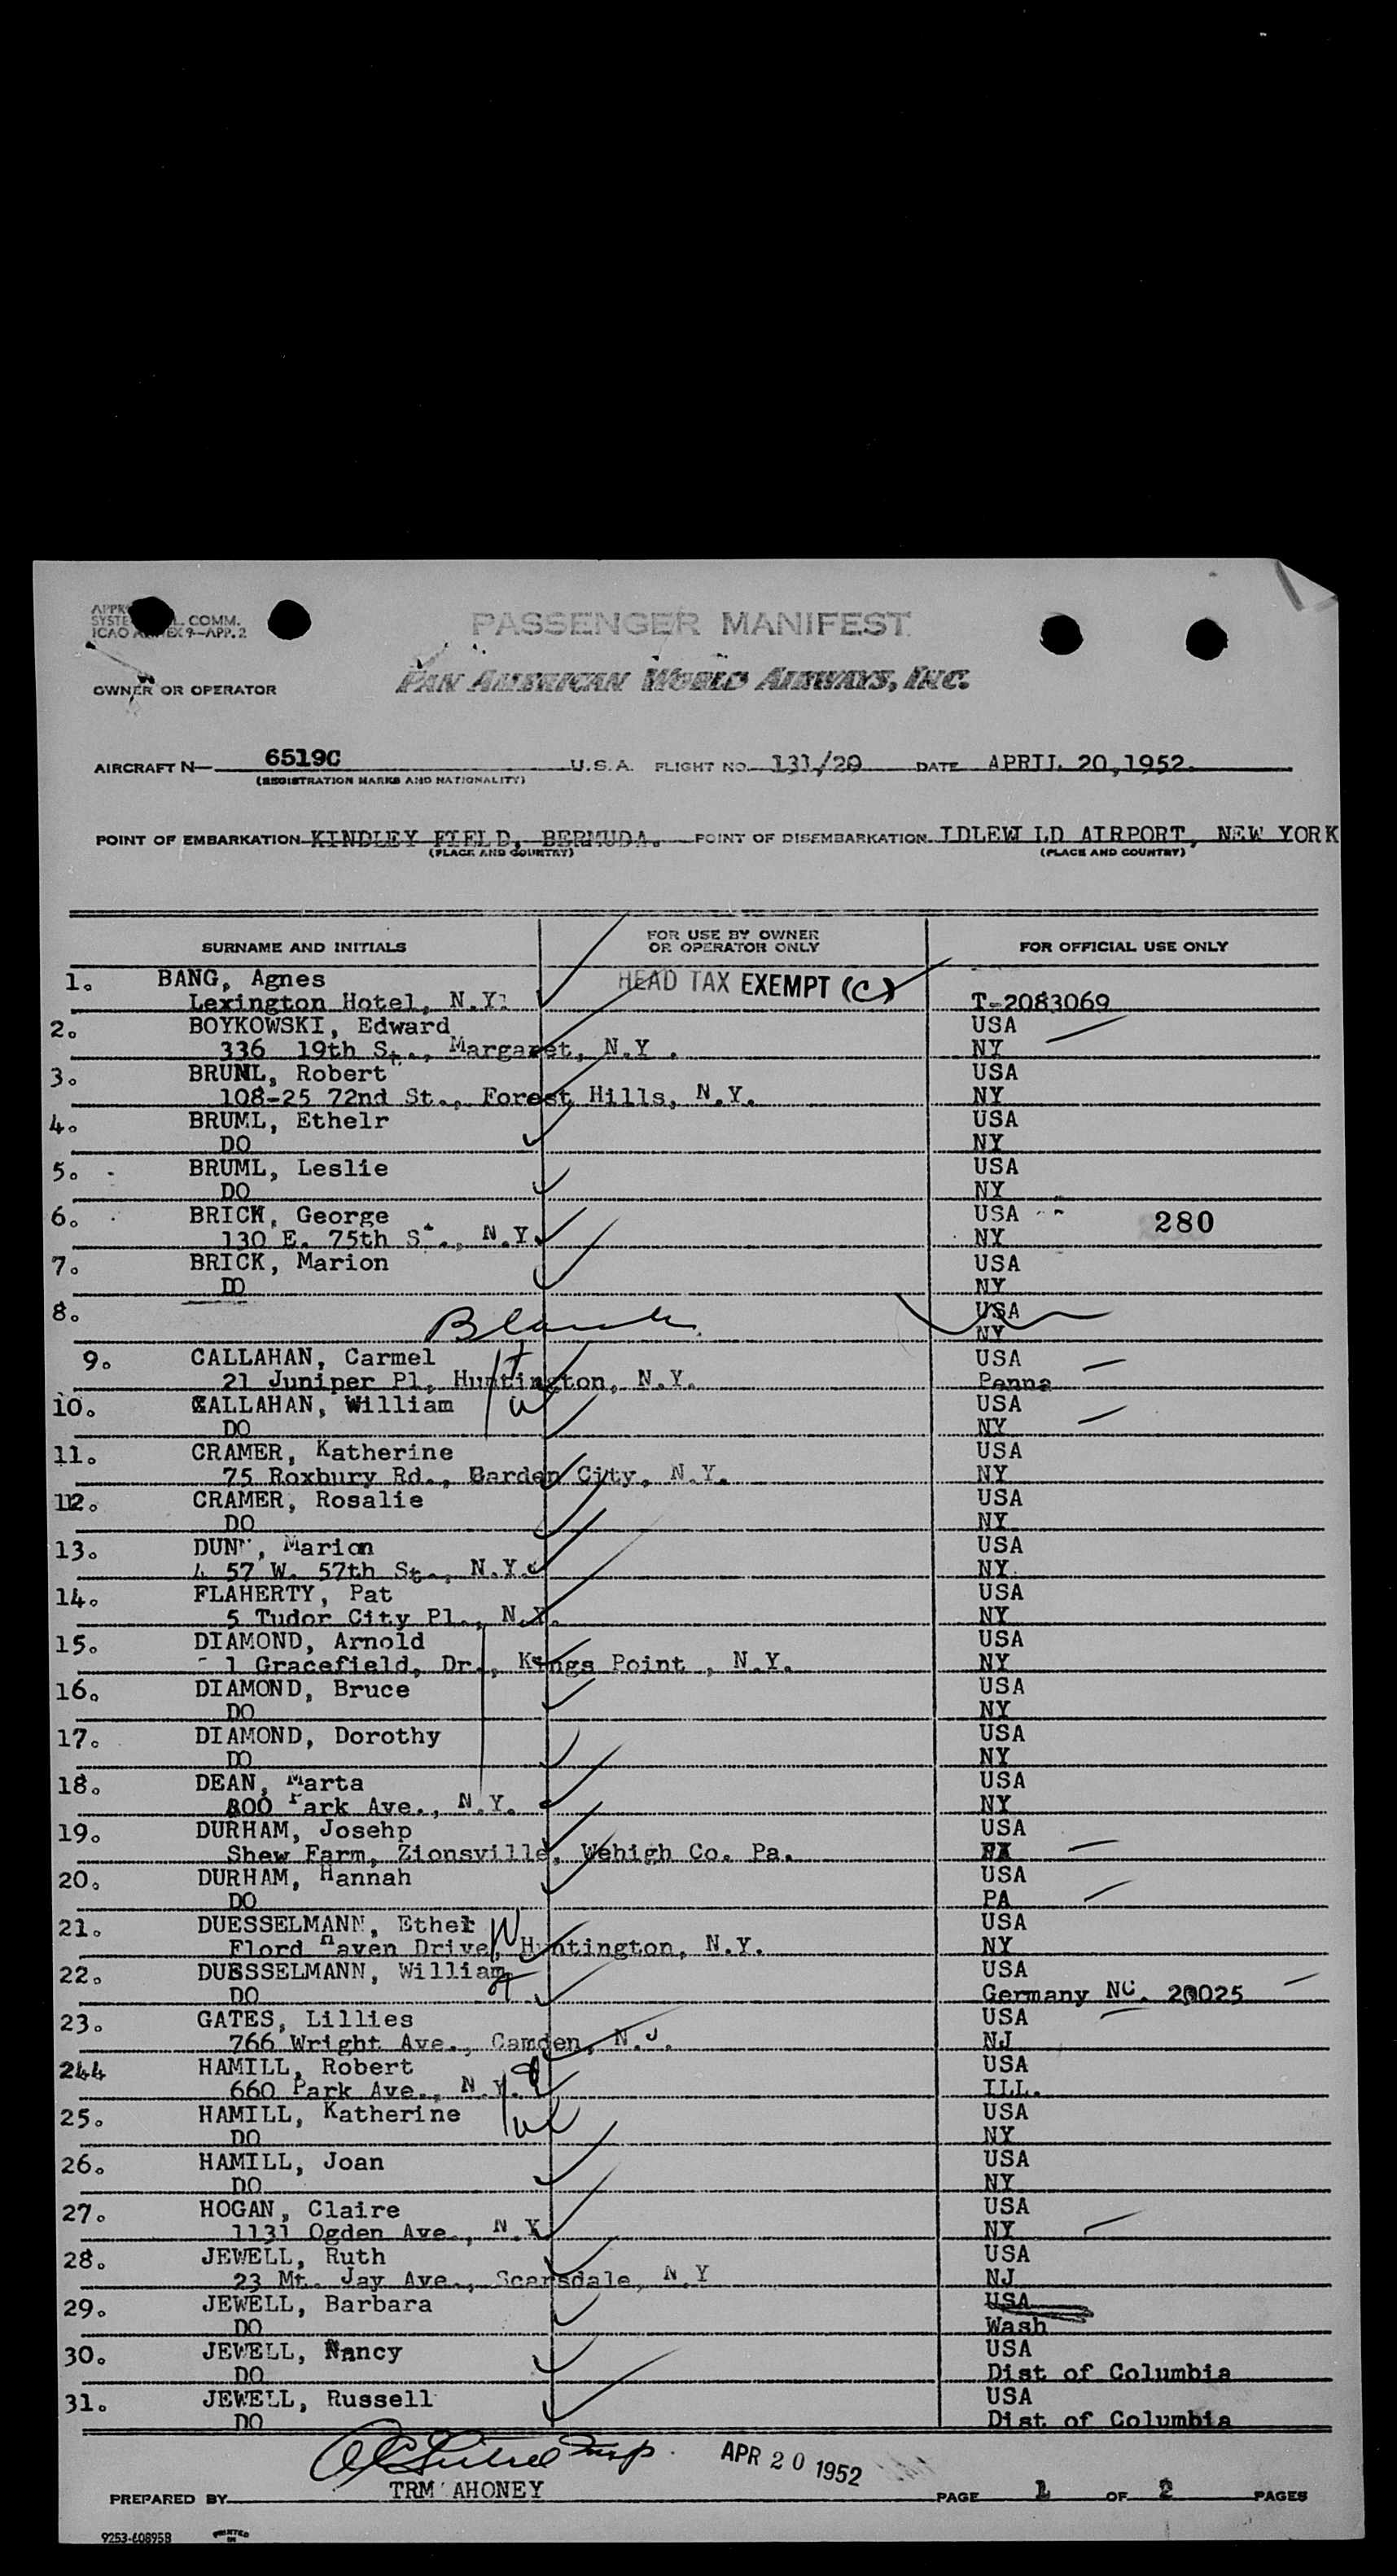 COMM.
ICAO EX 9—APP. 2
PASSENGER MANIFEST
OWNER OR OPERATOR
PAN AMERICAN WORLD AIRWAYS, INC.
AIRCRAFT N— 6519C U.S.A. FLIGHT NO. 131/20 DATE APRIL 20, 1952.
(REGISTRATION MARKS AND NATIONALITY)
POINT OF EMBARKATION KINDLEY FIELD, BERMUDA. POINT OF DISEMBARKATION IDLEWILD AIRPORT, NEW YORK
(PLACE AND COUNTRY) (PLACE AND COUNTRY)
SURNAME AND INITIALS FOR USE BY OWNER OR OPERATOR ONLY FOR OFFICIAL USE ONLY
1. BANG, Agnes HEAD TAX EXEMPT (C)
Lexington Hotel, N.Y. T-2083069
2. BOYKOWSKI, Edward USA
336 19th St., Margaret, N.Y. NY
3. BRUNL, Robert USA
108-25 72nd St., Forest Hills, N.Y. NY
4. BRUML, Ethelr USA
DO NY
5. BRUML, Leslie USA
DO NY
6. BRICK, George USA 280
130 E. 75th St., N.Y. NY
7. BRICK, Marion USA
DO NY
8. USA
Blank NY
9. CALLAHAN, Carmel USA
21 Juniper Pl, Huntington, N.Y. Penna
10. CALLAHAN, William USA
DO NY
11. CRAMER, Katherine USA
75 Roxbury Rd., Garden City, N.Y. NY
12. CRAMER, Rosalie USA
DO NY
13. DUNN, Marion USA
457 W. 57th St., N.Y. NY
14. FLAHERTY, Pat USA
5 Tudor City Pl., N.Y. NY
15. DIAMOND, Arnold USA
1 Gracefield, Dr., Kings Point, N.Y. NY
16. DIAMOND, Bruce USA
DO NY
17. DIAMOND, Dorothy USA
DO NY
18. DEAN, Marta USA
800 Park Ave., N.Y. NY
19. DURHAM, Josehp USA
Shew Farm, Zionsville, Wehigh Co. Pa.
20. DURHAM, Hannah USA
DO PA
21. DUESSELMANN, Ethel W USA
Flord Haven Drive, Huntington, N.Y. NY
22. DUESSELMANN, William USA
DO Germany NC. 20025
23. GATES, Lillies USA
766 Wright Ave., Camden, N.J. NJ
244 HAMILL, Robert USA
660 Park Ave., N.Y. ILL.
25. HAMILL, Katherine USA
DO NY
26. HAMILL, Joan USA
DO NY
27. HOGAN, Claire USA
1131 Ogden Ave., N.Y. NY
28. JEWELL, Ruth USA
23 Mt. Jay Ave., Scarsdale, N.Y NJ
29. JEWELL, Barbara USA
DO Wash
30. JEWELL, Nancy USA
DO Dist of Columbia
31. JEWELL, Russell USA
DO Dist of Columbia
APR 20 1952
PREPARED BY TRM AHONEY PAGE 1 OF 2 PAGES
9253-60895B PRINTED IN